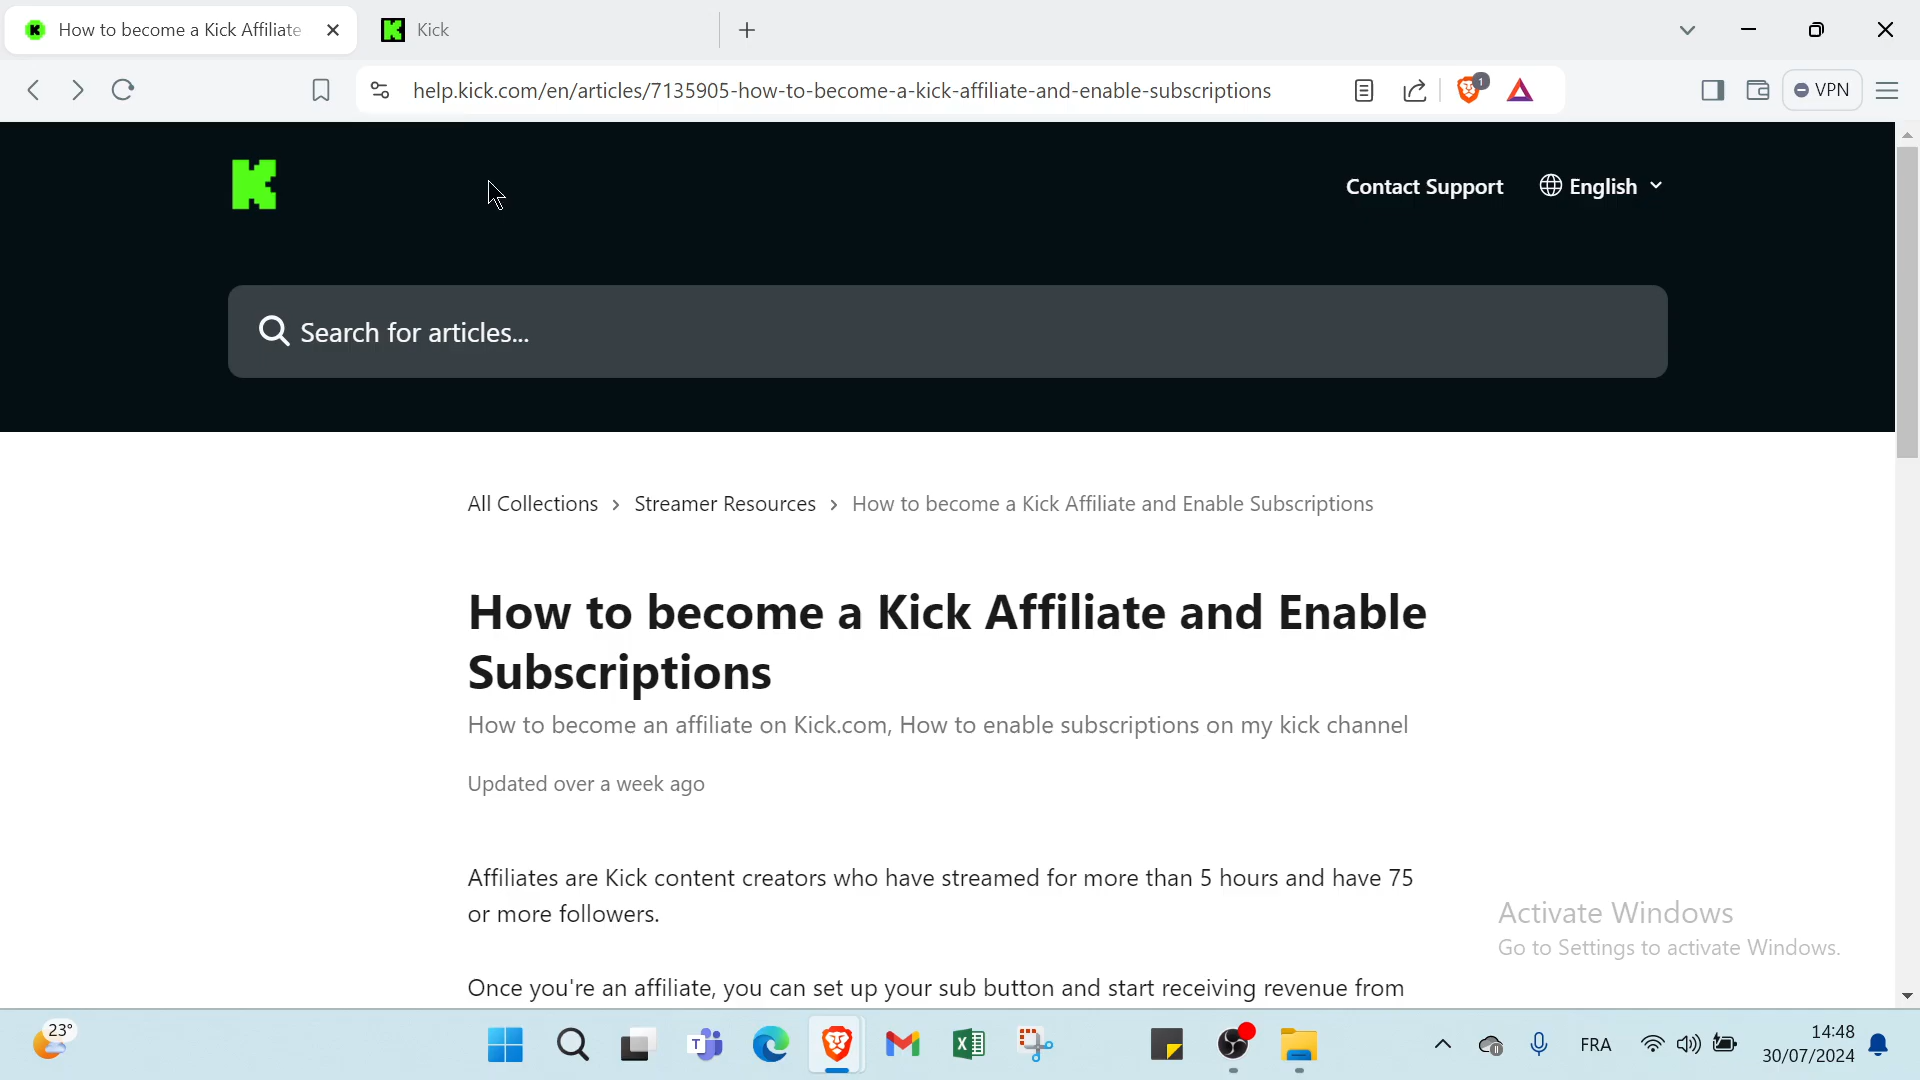 How to become a Kick Affiliate
Kick
help.kick.com/en/articles/7135905-how-to-become-a-kick-affiliate-and-enable-subscriptions
1
VPN
Contact Support
English
Search for articles...
All Collections > Streamer Resources > How to become a Kick Affiliate and Enable Subscriptions
How to become a Kick Affiliate and Enable
Subscriptions
How to become an affiliate on Kick.com, How to enable subscriptions on my kick channel
Updated over a week ago
Affiliates are Kick content creators who have streamed for more than 5 hours and have 75
or more followers.
Once you're an affiliate, you can set up your sub button and start receiving revenue from
Activate Windows
Go to Settings to activate Windows.
23°
FRA
14:48
30/07/2024